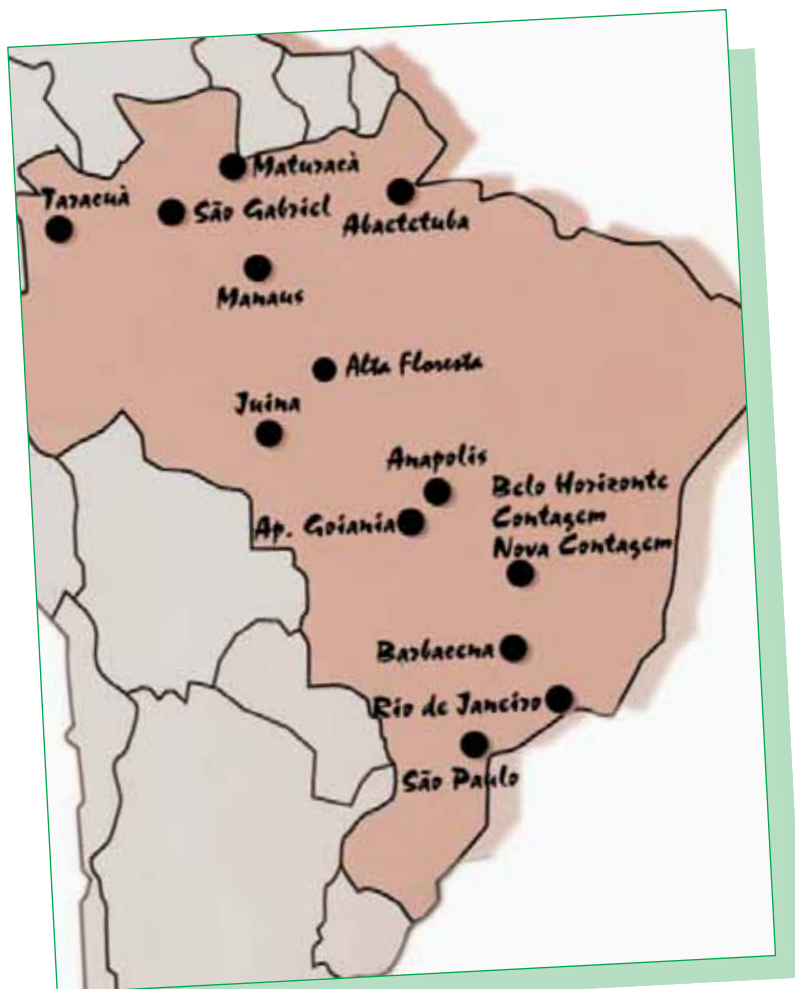 Maturacà
Taracuà
São Gabriel
Abaetetuba
Manaus
Alta Floresta
Juina
Anapolis
Belo Horizonte
Contagem
Nova Contagem
Ap. Goiania
Barbacena
Rio de Janeiro
São Paulo